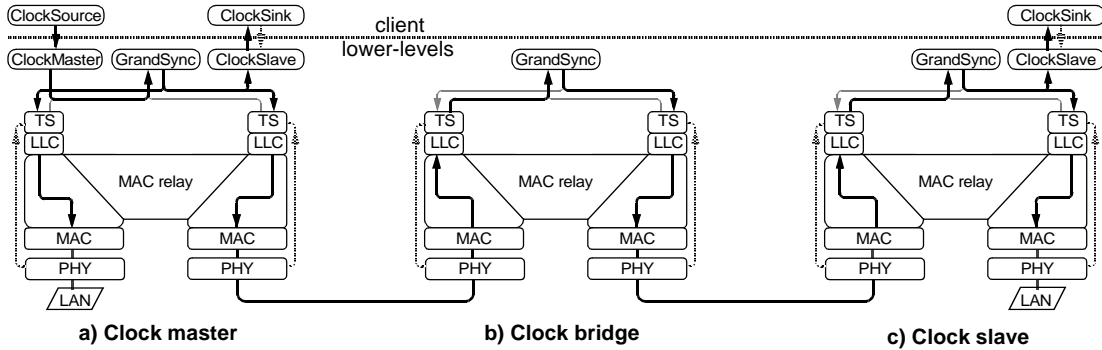 ClockSource ClockSink client ClockSink
lower-levels
ClockMaster GrandSync ClockSlave GrandSync GrandSync ClockSlave
TS TS TS TS TS TS
LLC LLC LLC LLC LLC LLC
MAC relay MAC relay MAC relay
MAC MAC MAC MAC MAC MAC
PHY PHY PHY PHY PHY PHY
LAN LAN
a) Clock master b) Clock bridge c) Clock slave